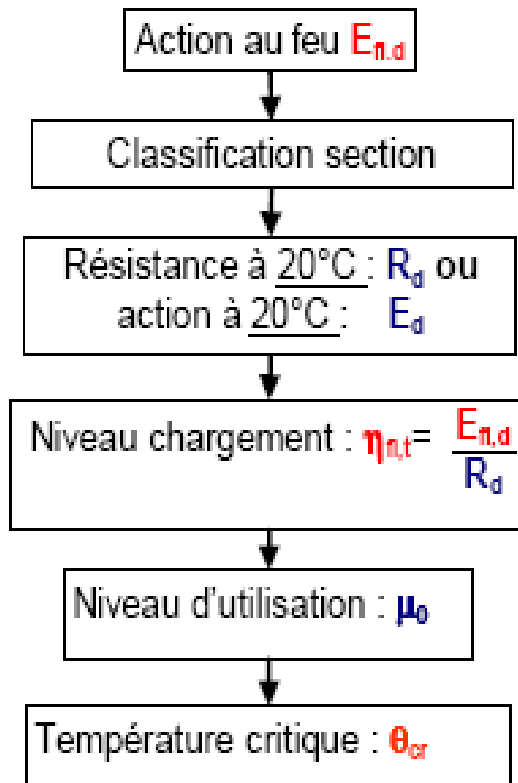 Action au feu Efi.d
Classification section
Résistance à 20°C : Rd ou
action à 20°C : Ed
Niveau chargement : ηfi,t = Efi,d / Rd
Niveau d'utilisation : μ0
Température critique : θcr